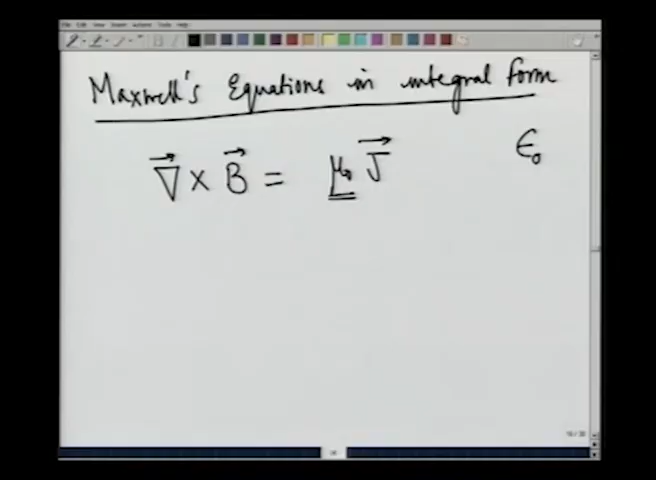 Maxwell's Equations in integral form
∇⃗ × B⃗ = μ₀ J⃗
ε₀